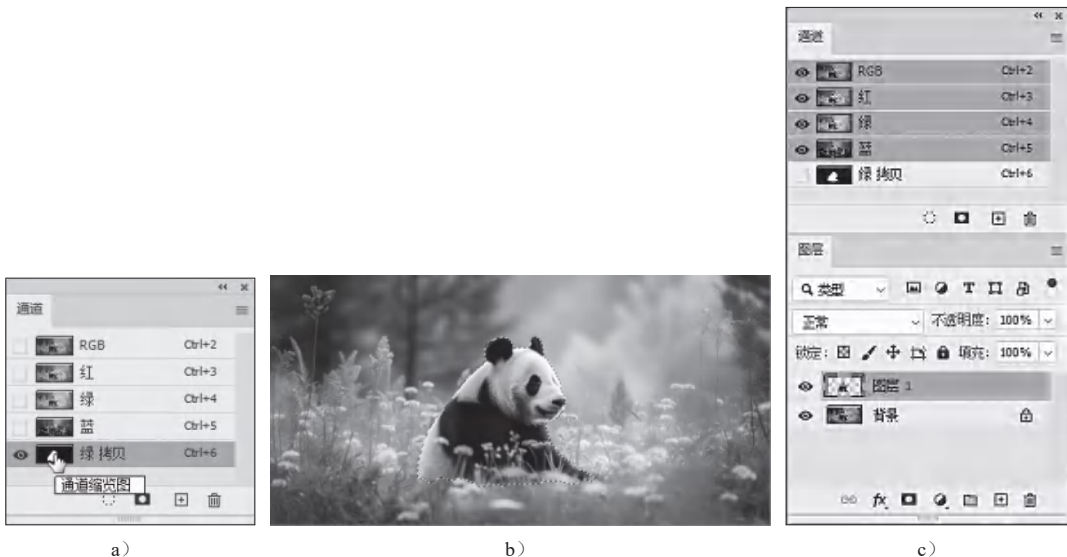 通道
RGB Ctrl+2
红 Ctrl+3
绿 Ctrl+4
蓝 Ctrl+5
绿 拷贝 Ctrl+6
通道缩览图
a）
b）
通道
RGB Ctrl+2
红 Ctrl+3
绿 Ctrl+4
蓝 Ctrl+5
绿 拷贝 Ctrl+6
图层
类型
正常 不透明度: 100%
锁定: 填充: 100%
图层 1
背景
fx
c）